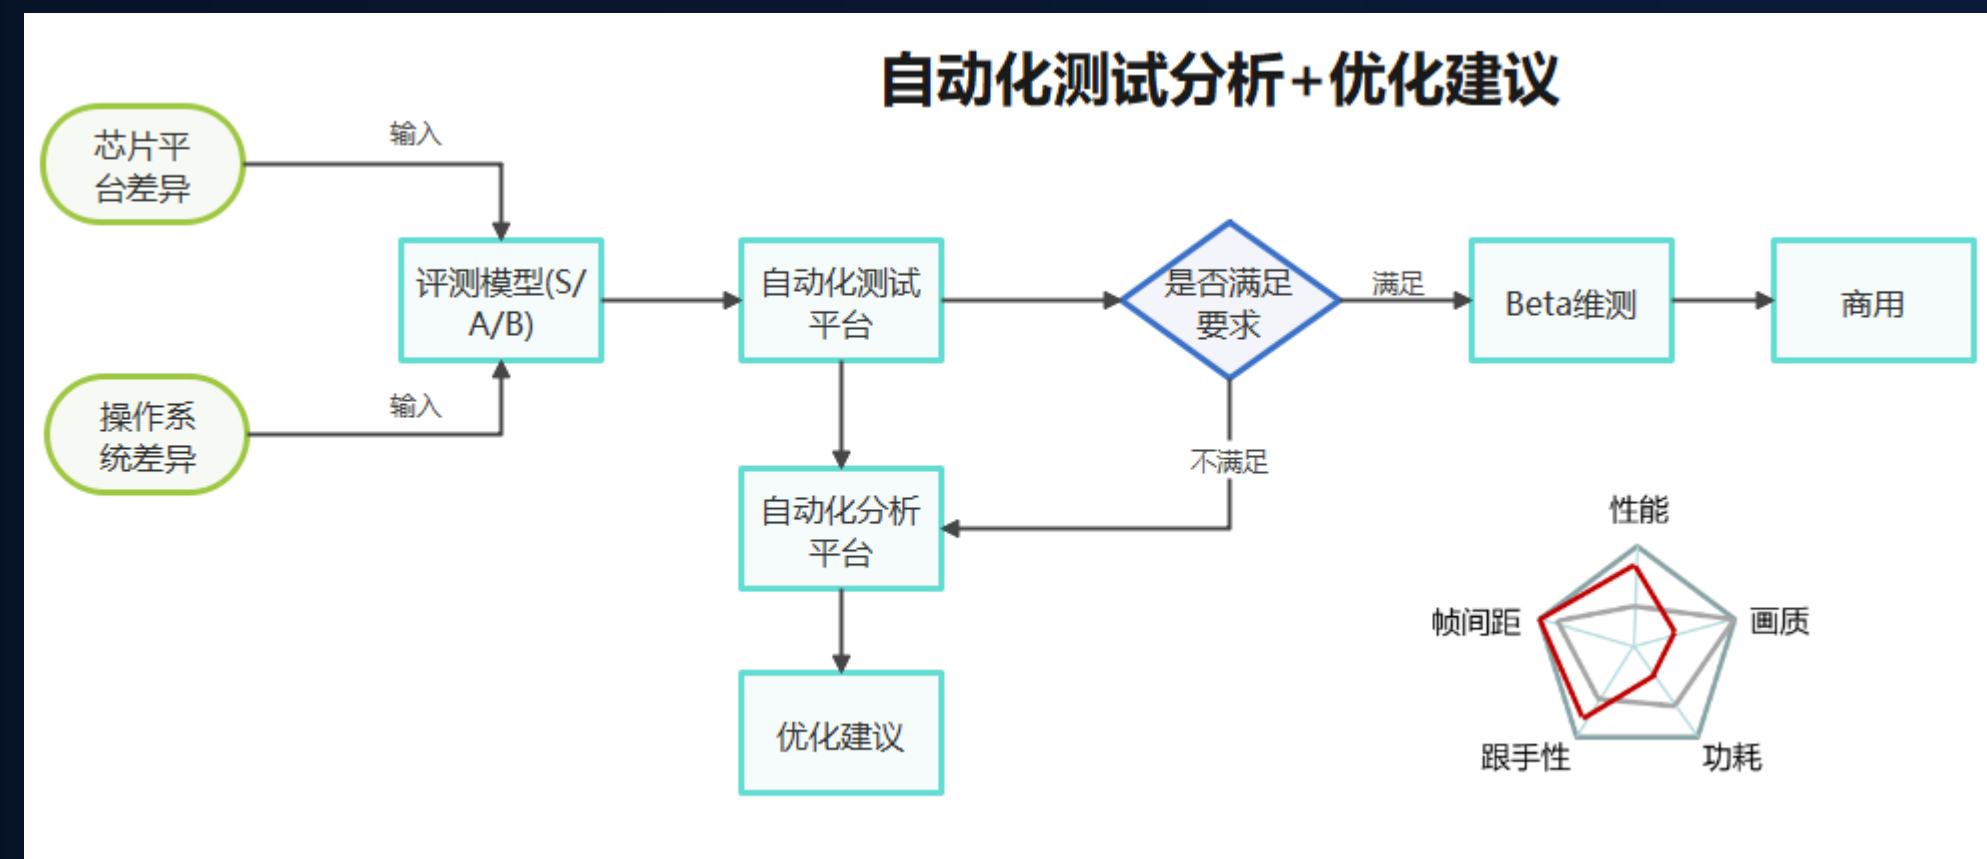 自动化测试分析+优化建议
芯片平
台差异
输入
评测模型(S/
A/B)
自动化测试
平台
是否满足
要求
满足
Beta维测
商用
操作系
统差异
输入
不满足
自动化分析
平台
优化建议
性能
帧间距
画质
跟手性
功耗